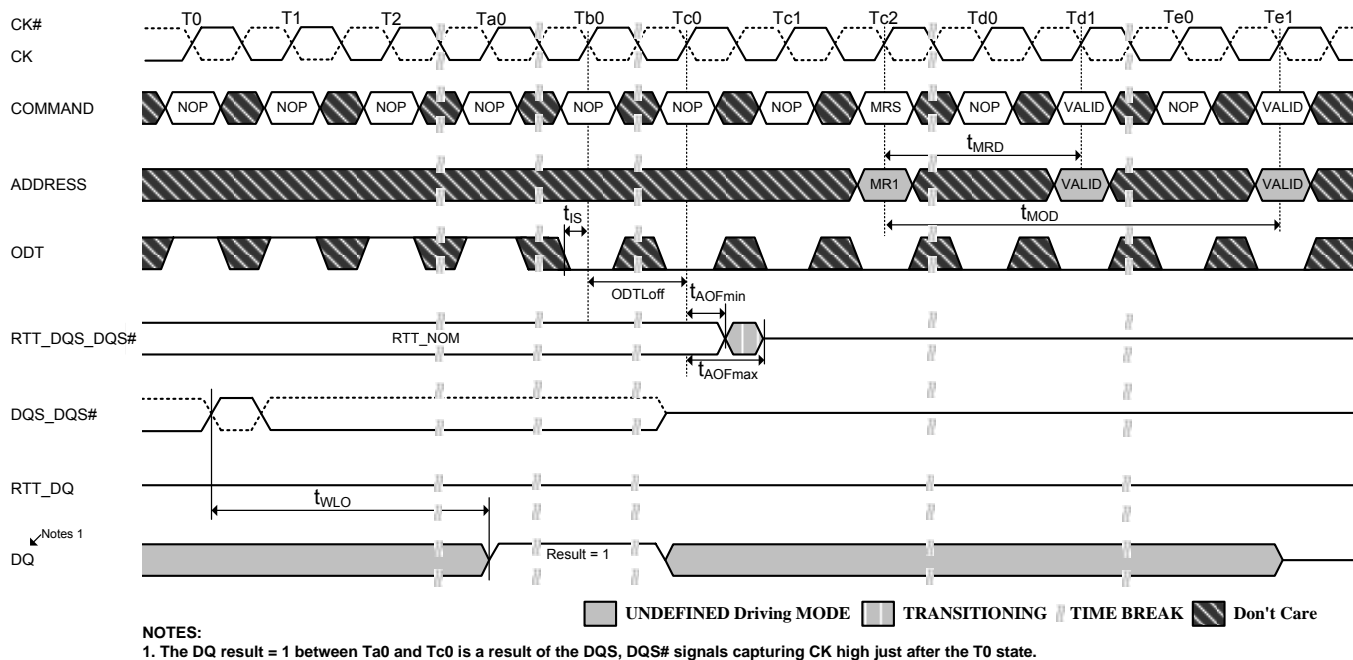 T0 T1 T2 Ta0 Tb0 Tc0 Tc1 Tc2 Td0 Td1 Te0 Te1
CK#
CK
COMMAND NOP NOP NOP NOP NOP NOP NOP MRS NOP VALID NOP VALID
tMRD
ADDRESS MR1 VALID VALID
tIS tMOD
ODT
ODTLoff tAOFmin
RTT_DQS_DQS# RTT_NOM
tAOFmax
DQS_DQS#
RTT_DQ
tWLO
Notes 1
DQ Result = 1
UNDEFINED Driving MODE TRANSITIONING TIME BREAK Don't Care
NOTES:
1. The DQ result = 1 between Ta0 and Tc0 is a result of the DQS, DQS# signals capturing CK high just after the T0 state.